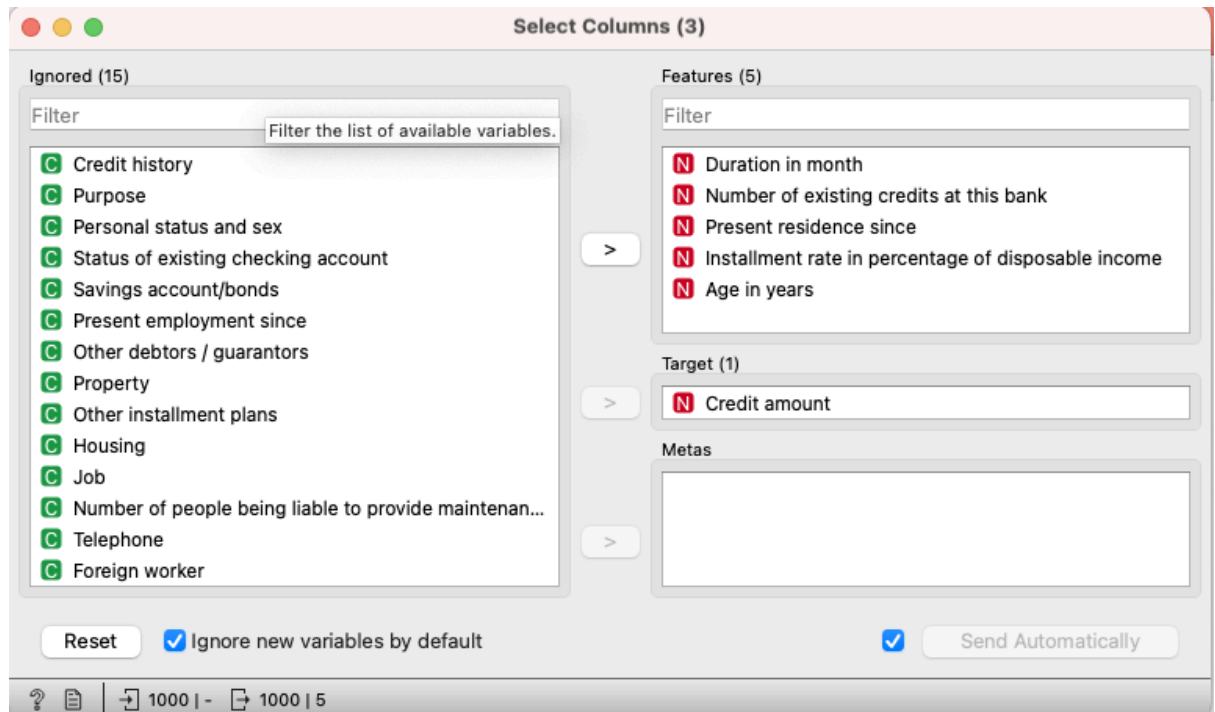 Select Columns (3)
Ignored (15)
Filter
Filter the list of available variables.
C Credit history
C Purpose
C Personal status and sex
C Status of existing checking account
C Savings account/bonds
C Present employment since
C Other debtors / guarantors
C Property
C Other installment plans
C Housing
C Job
C Number of people being liable to provide maintenan...
C Telephone
C Foreign worker
>
>
>
Features (5)
Filter
N Duration in month
N Number of existing credits at this bank
N Present residence since
N Installment rate in percentage of disposable income
N Age in years
Target (1)
N Credit amount
Metas
Reset
Ignore new variables by default
Send Automatically
? 1000 | - 1000 | 5